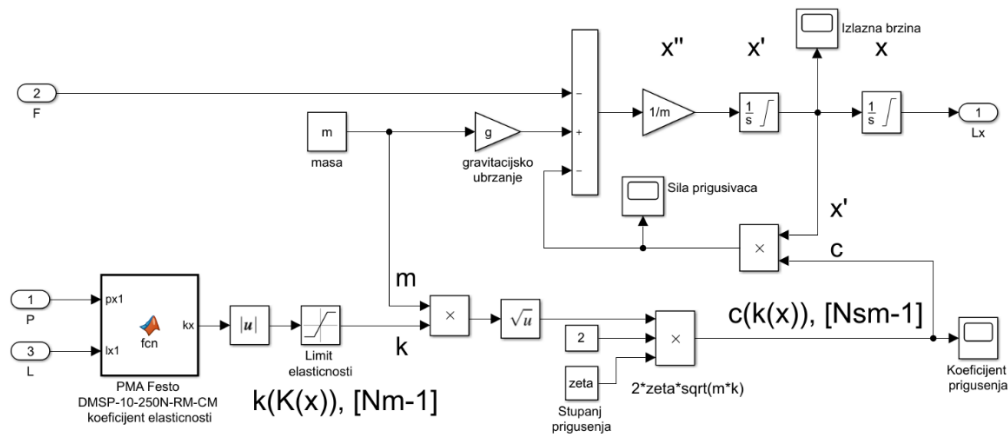 Izlazna brzina
x''
x'
x
2
F
−
+
−
1/m
1
s
1
s
1
Lx
m
masa
g
gravitacijsko
ubrzanje
Sila prigusivaca
x'
×
c
1
P
3
L
px1
lx1
fcn
kx
PMA Festo
DMSP-10-250N-RM-CM
koeficijent elasticnosti
|u|
Limit
elasticnosti
k(K(x)), [Nm-1]
m
k
×
√u
2
zeta
Stupanj
prigusenja
×
2*zeta*sqrt(m*k)
c(k(x)), [Nsm-1]
Koeficijent
prigusenja